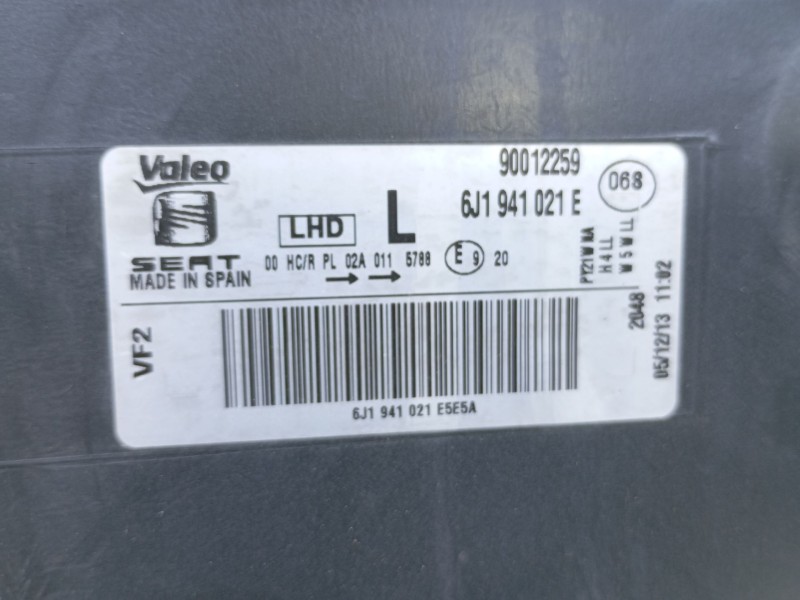 Valeo
90012259
068
6J1 941 021 E
LHD
L
SEAT
00 HC/R PL 02A 011 5788
E 9 20
MADE IN SPAIN
PY21W NA
H4 LL
W5W LL
VF2
2048
05/12/13 11:02
6J1 941 021 E5E5A